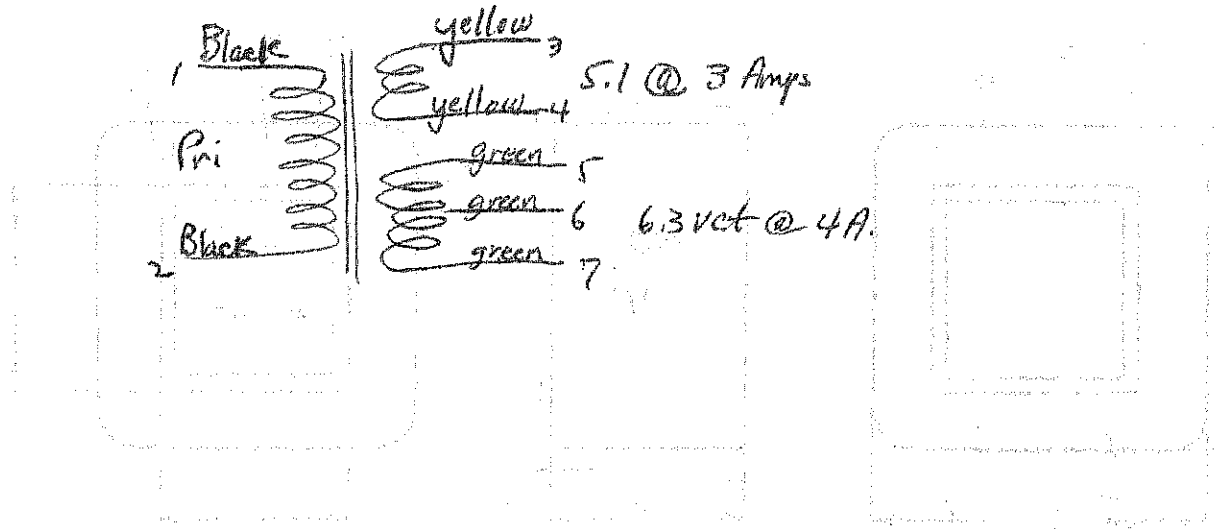 1 Black
yellow 3
5.1 @ 3 Amps
yellow 4
Pri
green 5
green 6
6.3 vct @ 4A.
2 Black
green 7